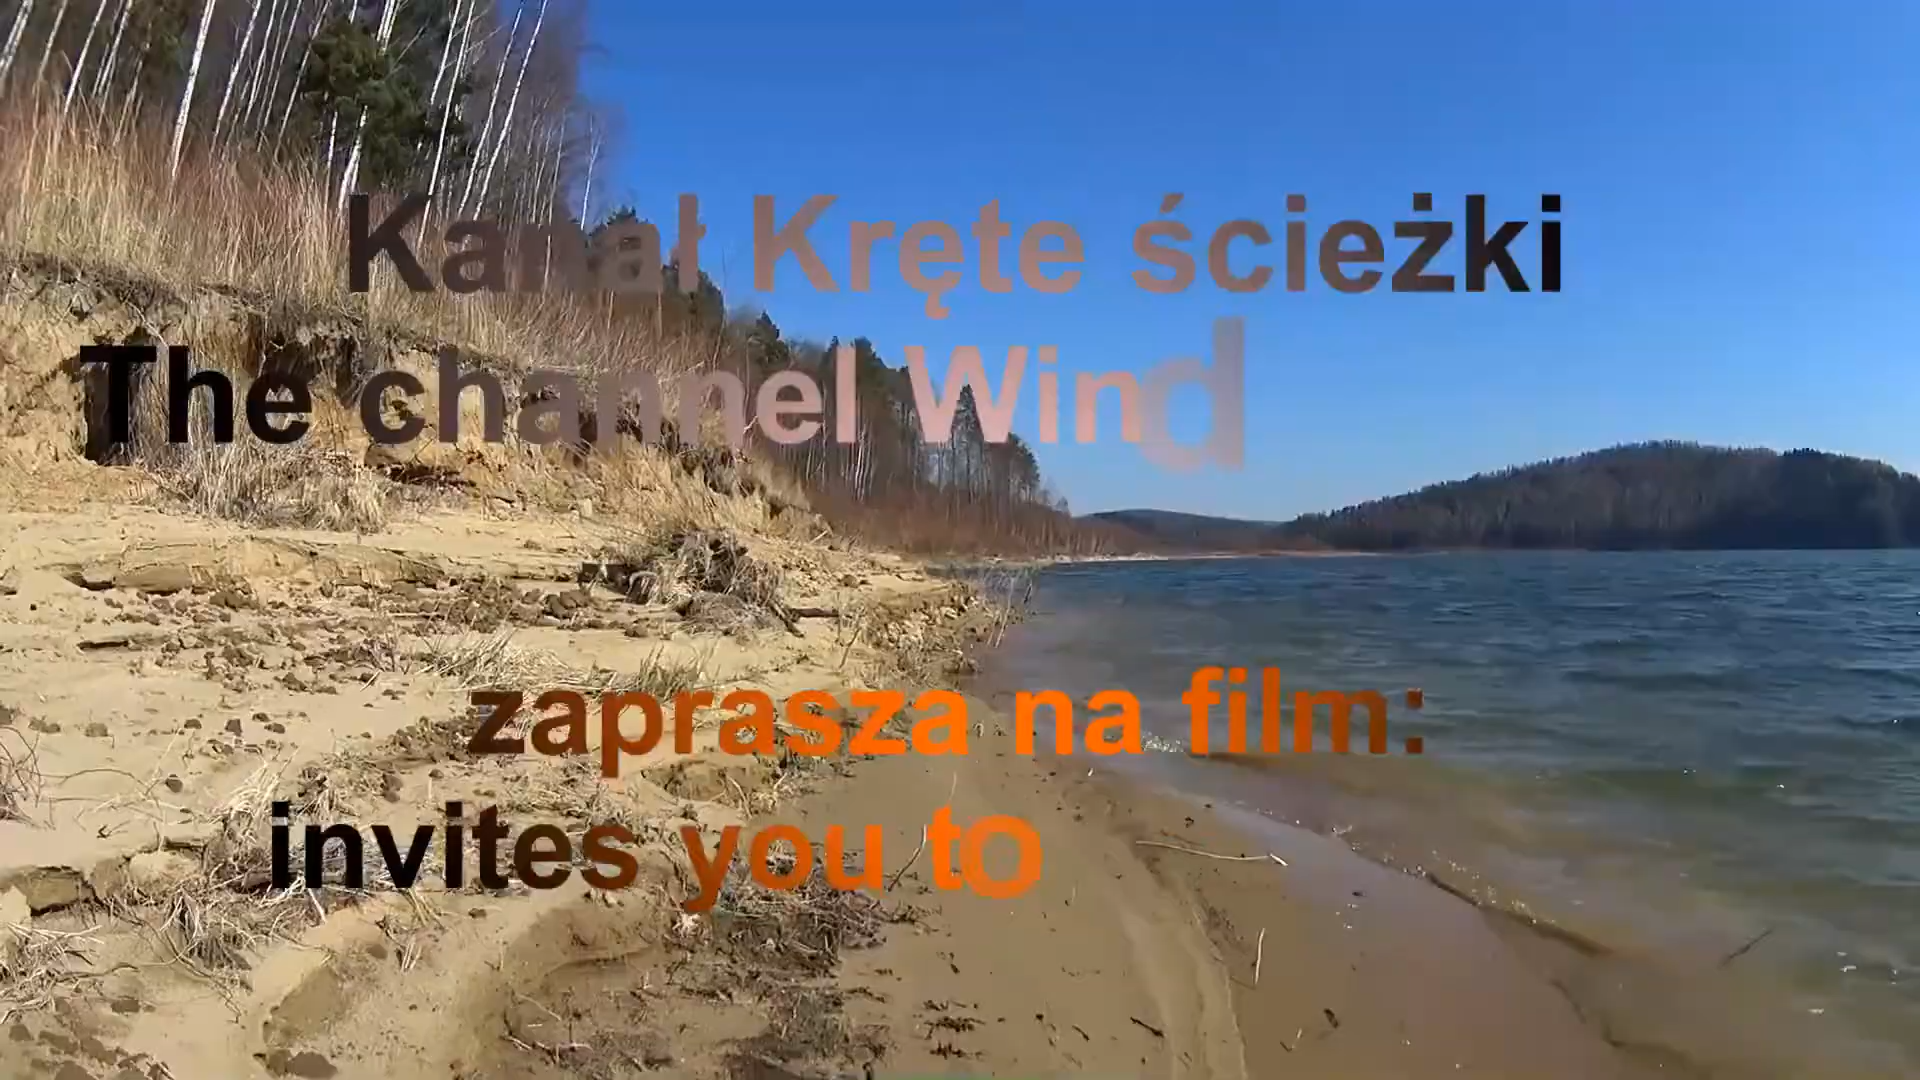 Kanał Kręte ścieżki
The channel Wind
zaprasza na film:
invites you to